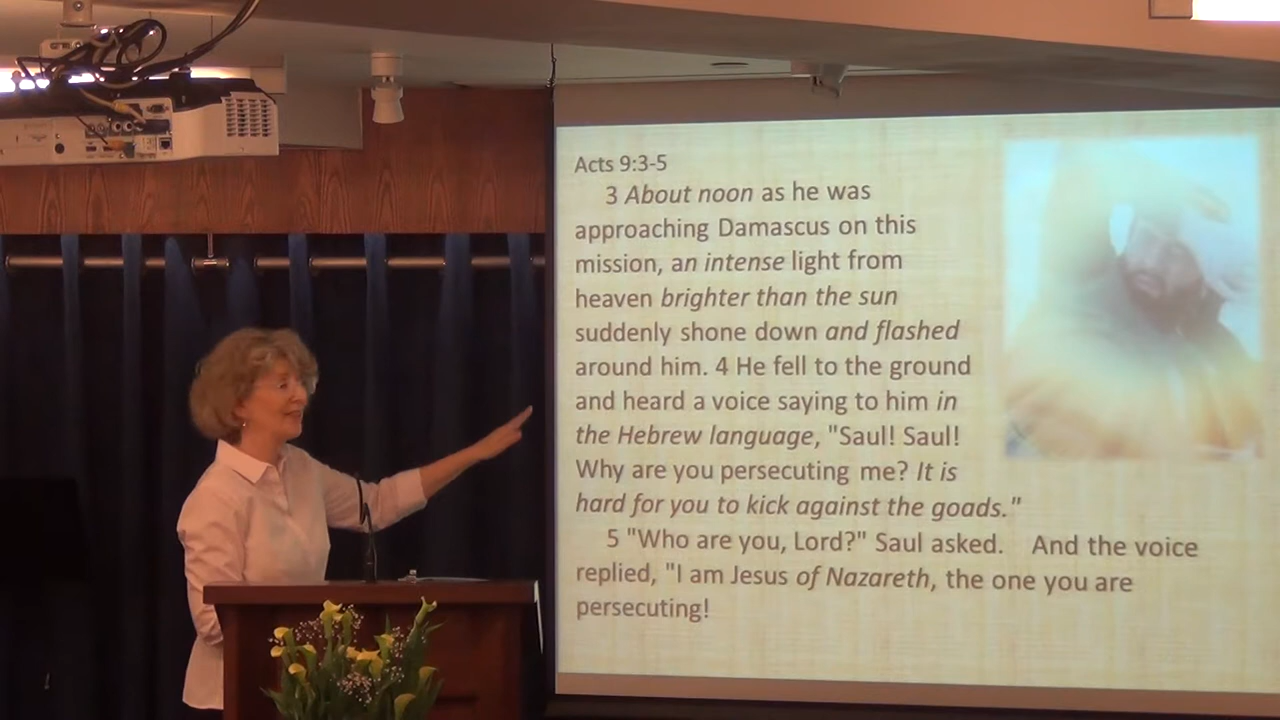 Acts 9:3-5
3 About noon as he was
approaching Damascus on this
mission, an intense light from
heaven brighter than the sun
suddenly shone down and flashed
around him. 4 He fell to the ground
and heard a voice saying to him in
the Hebrew language, "Saul! Saul!
Why are you persecuting me? It is
hard for you to kick against the goads."
5 "Who are you, Lord?" Saul asked. And the voice
replied, "I am Jesus of Nazareth, the one you are
persecuting!